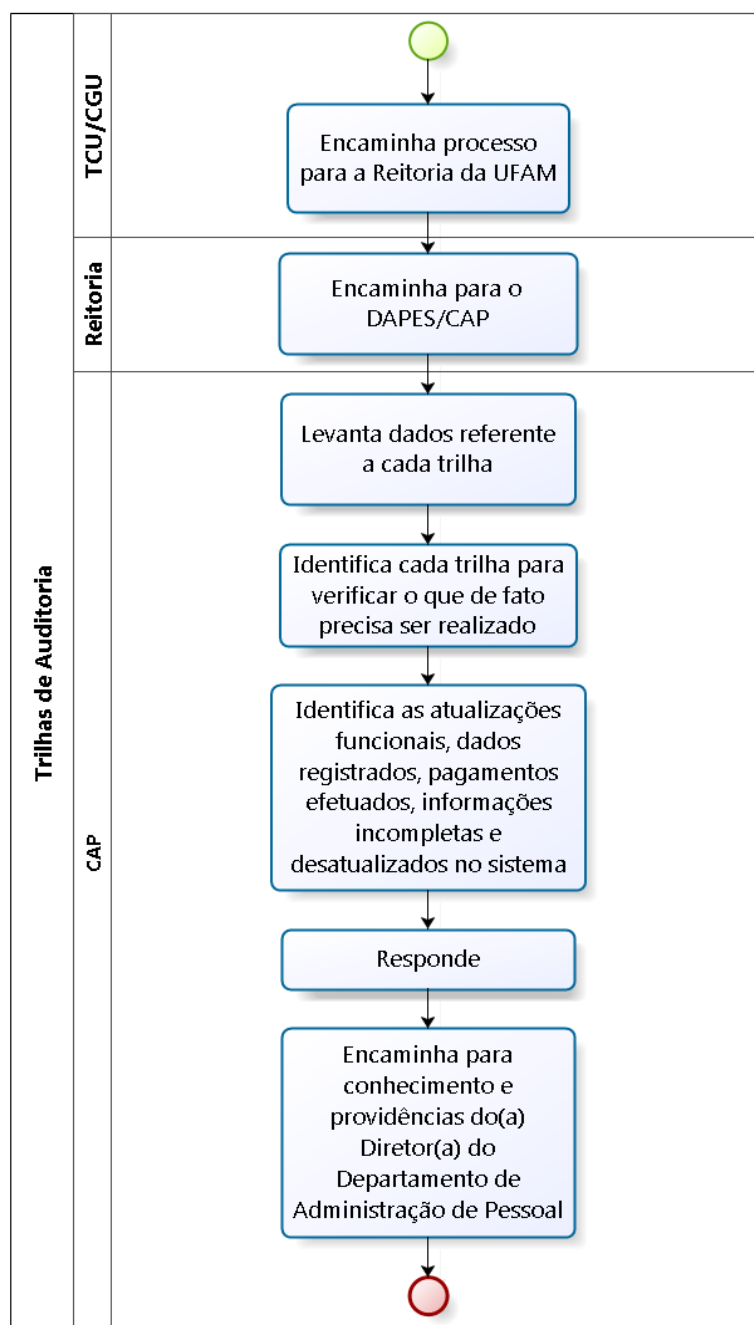 Trilhas de Auditoria
TCU/CGU
Encaminha processo
para a Reitoria da UFAM
Reitoria
Encaminha para o
DAPES/CAP
CAP
Levanta dados referente
a cada trilha
Identifica cada trilha para
verificar o que de fato
precisa ser realizado
Identifica as atualizações
funcionais, dados
registrados, pagamentos
efetuados, informações
incompletas e
desatualizados no sistema
Responde
Encaminha para
conhecimento e
providências do(a)
Diretor(a) do
Departamento de
Administração de Pessoal